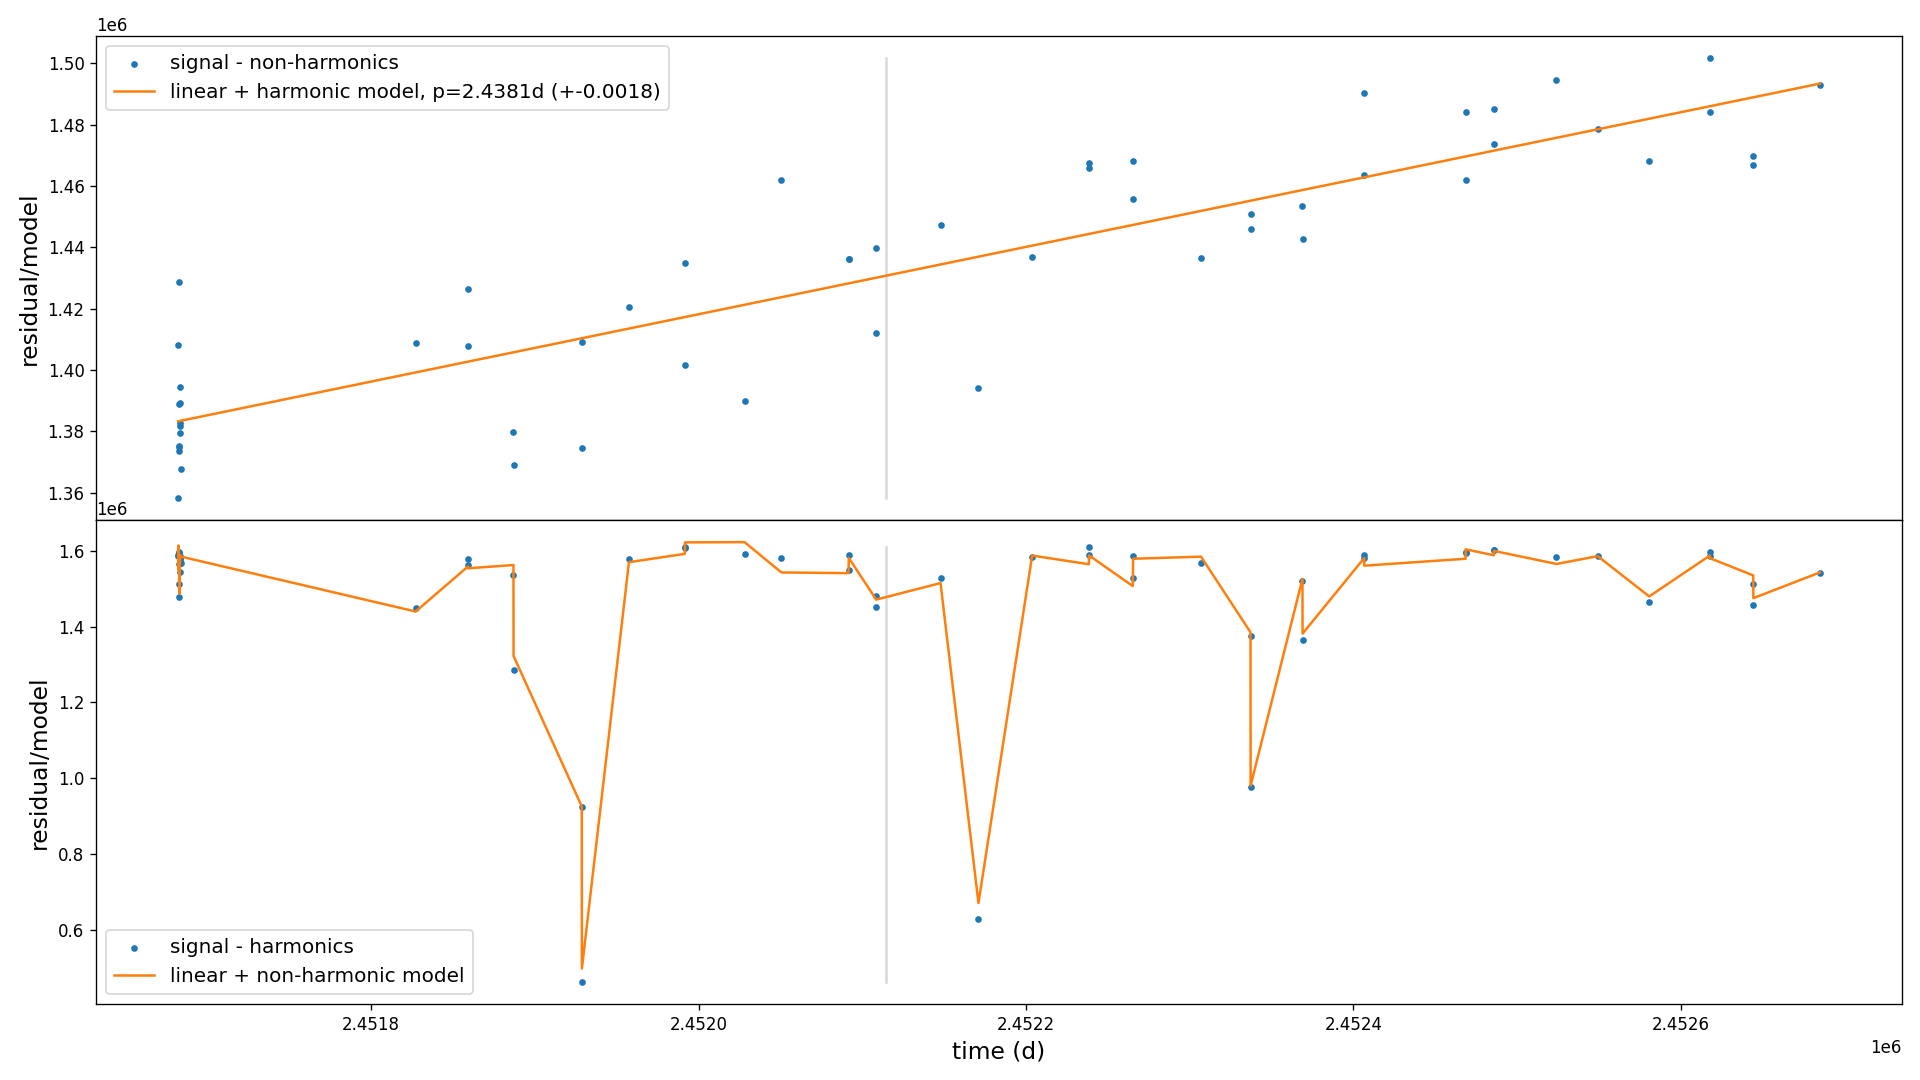 1e6
signal - non-harmonics
linear + harmonic model, p=2.4381d (+-0.0018)
1.50
1.48
1.46
1.44
1.42
1.40
1.38
1.36
residual/model
1e6
1.6
1.4
1.2
1.0
0.8
0.6
residual/model
signal - harmonics
linear + non-harmonic model
2.4518
2.4520
2.4522
2.4524
2.4526
time (d)
1e6